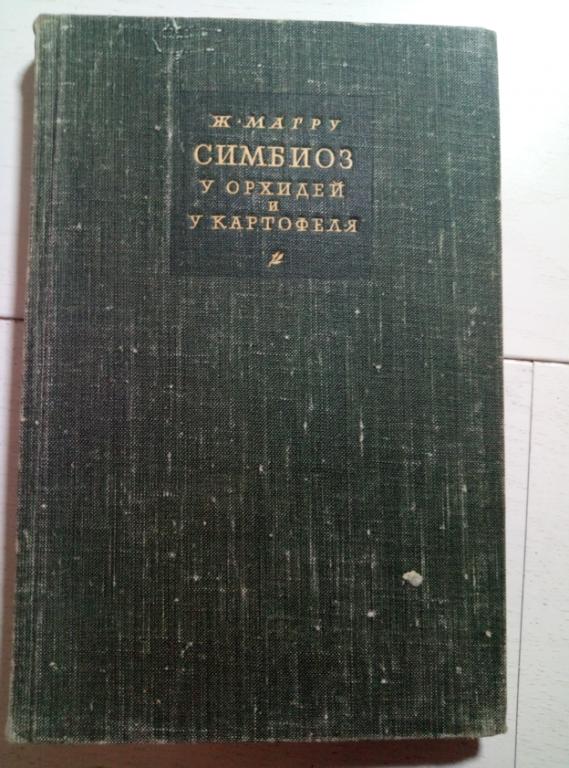 Ж·МАГРУ
СИМБИОЗ
У ОРХИДЕЙ
И
У КАРТОФЕЛЯ